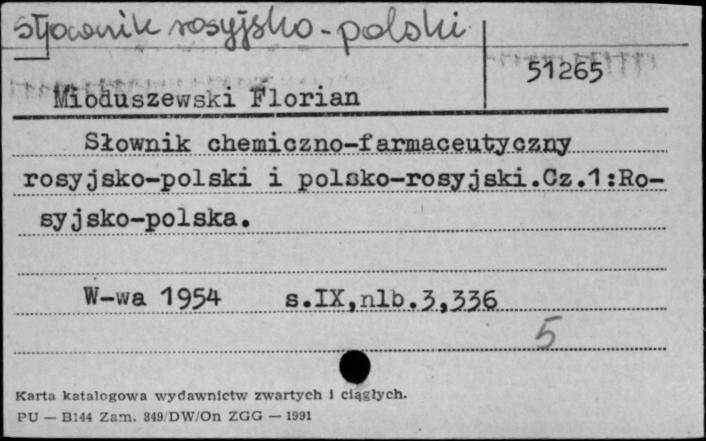 słownik rosyjsko-polski
51265
Mioduszewski Florian
Słownik chemiczno-farmaceutyczny
rosyjsko-polski i polsko-rosyjski.Cz.1:Ro-
syjsko-polska.
W-wa 1954 s.IX,nlb.3,336
5
Karta katalogowa wydawnictw zwartych i ciągłych.
PU — B144 Zam. 849/DW/On ZGG — 1991